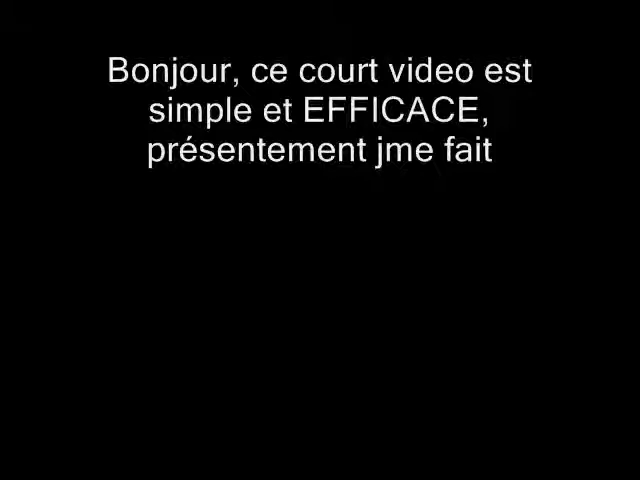 Bonjour, ce court video est
simple et EFFICACE,
présentement jme fait